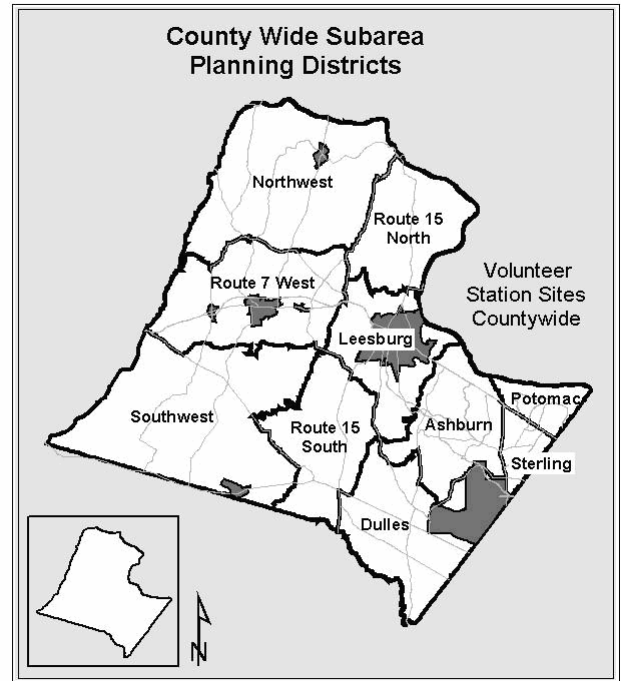 County Wide Subarea
Planning Districts
Northwest
Route 15
North
Volunteer
Station Sites
Countywide
Route 7 West
Leesburg
Potomac
Southwest
Route 15
South
Ashburn
Sterling
Dulles
N